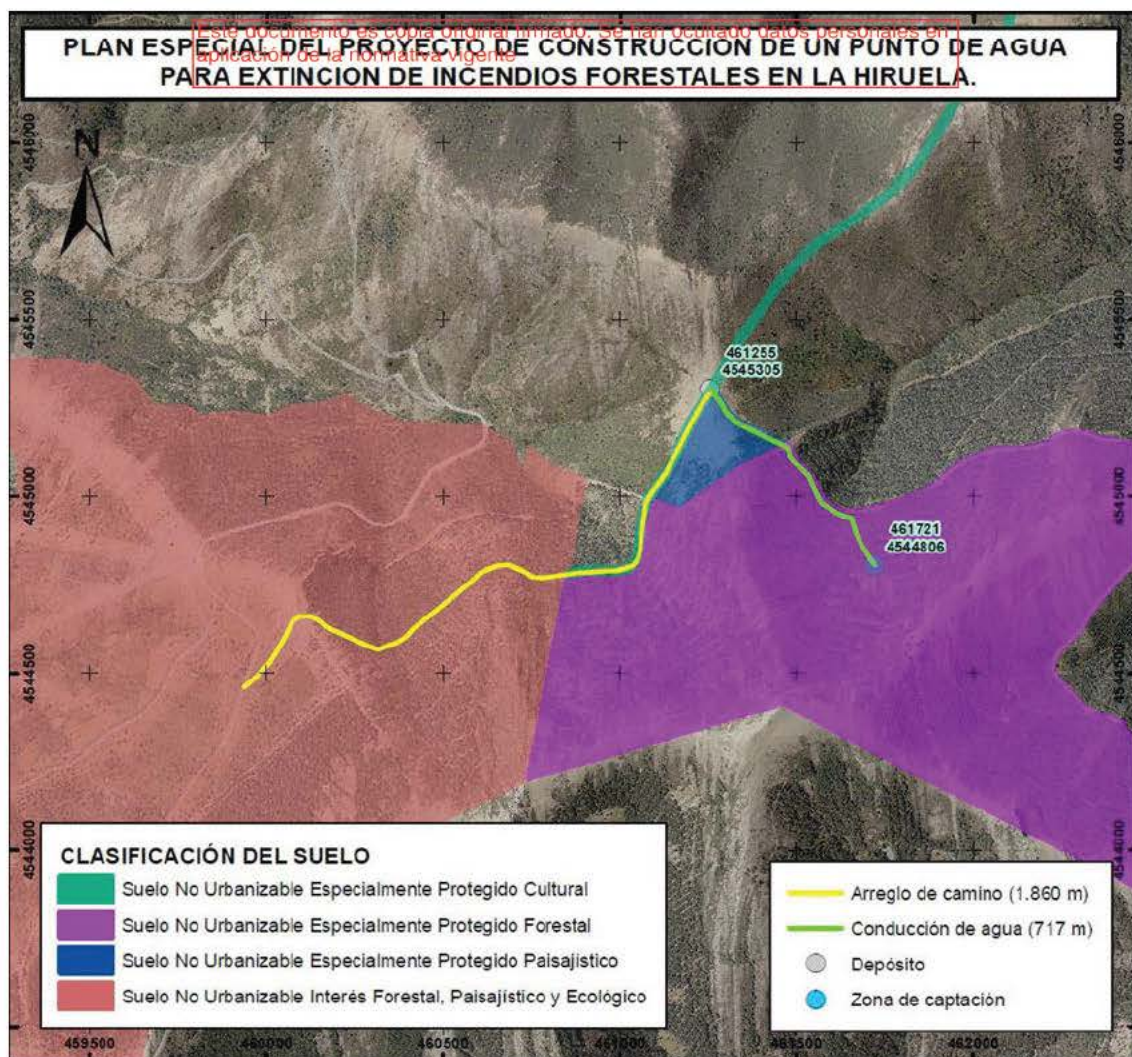 Este documento es copia original firmado. Se han ocultado datos personales en
aplicación de la normativa vigente
PLAN ESPECIAL DEL PROYECTO DE CONSTRUCCION DE UN PUNTO DE AGUA
PARA EXTINCION DE INCENDIOS FORESTALES EN LA HIRUELA.
N
4546000
4546000
4545500
4545500
461255
4545305
4545000
4545000
461721
4544806
4544500
4544500
4544000
4544000
CLASIFICACIÓN DEL SUELO
Suelo No Urbanizable Especialmente Protegido Cultural
Suelo No Urbanizable Especialmente Protegido Forestal
Suelo No Urbanizable Especialmente Protegido Paisajístico
Suelo No Urbanizable Interés Forestal, Paisajístico y Ecológico
Arreglo de camino (1.860 m)
Conducción de agua (717 m)
Depósito
Zona de captación
459500
460000
460500
461000
461500
462000